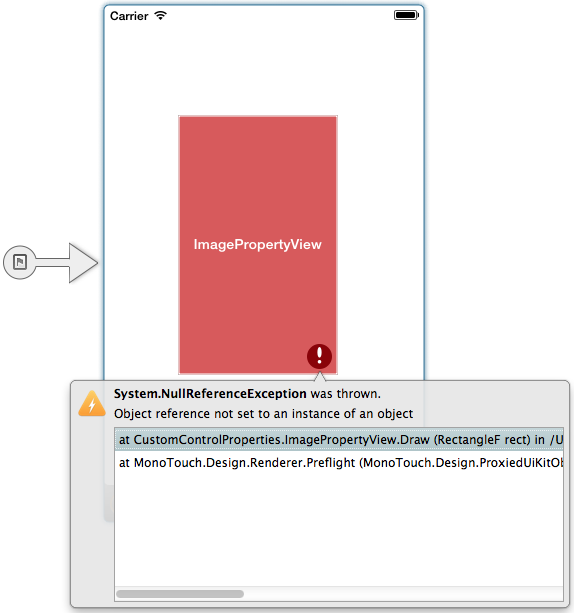 Carrier
ImagePropertyView
System.NullReferenceException was thrown.
Object reference not set to an instance of an object
at CustomControlProperties.ImagePropertyView.Draw (RectangleF rect) in /U
at MonoTouch.Design.Renderer.Preflight (MonoTouch.Design.ProxiedUiKitOb